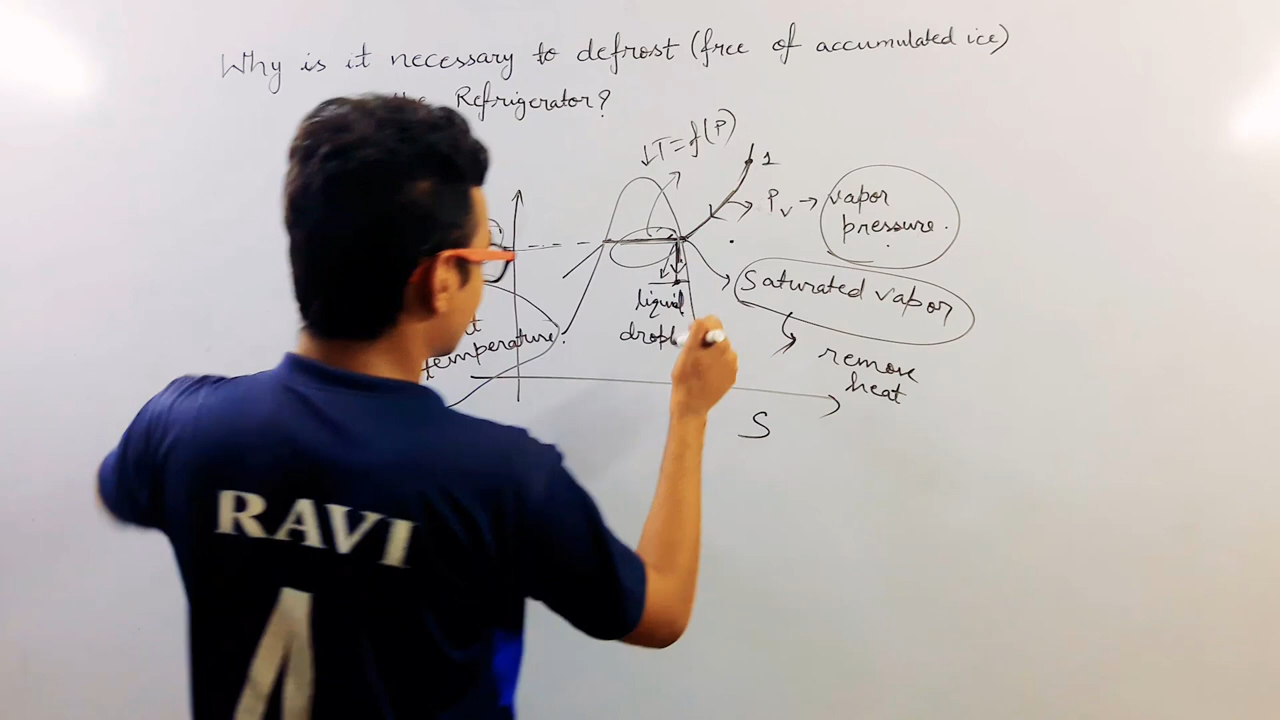 Why is it necessary to defrost (free of accumulated ice)
the Refrigerator?
↓T = f(P)
1
Pv → vapor
pressure.
Saturated vapor
liquid
temperature.
remove
heat
S
RAVI
1